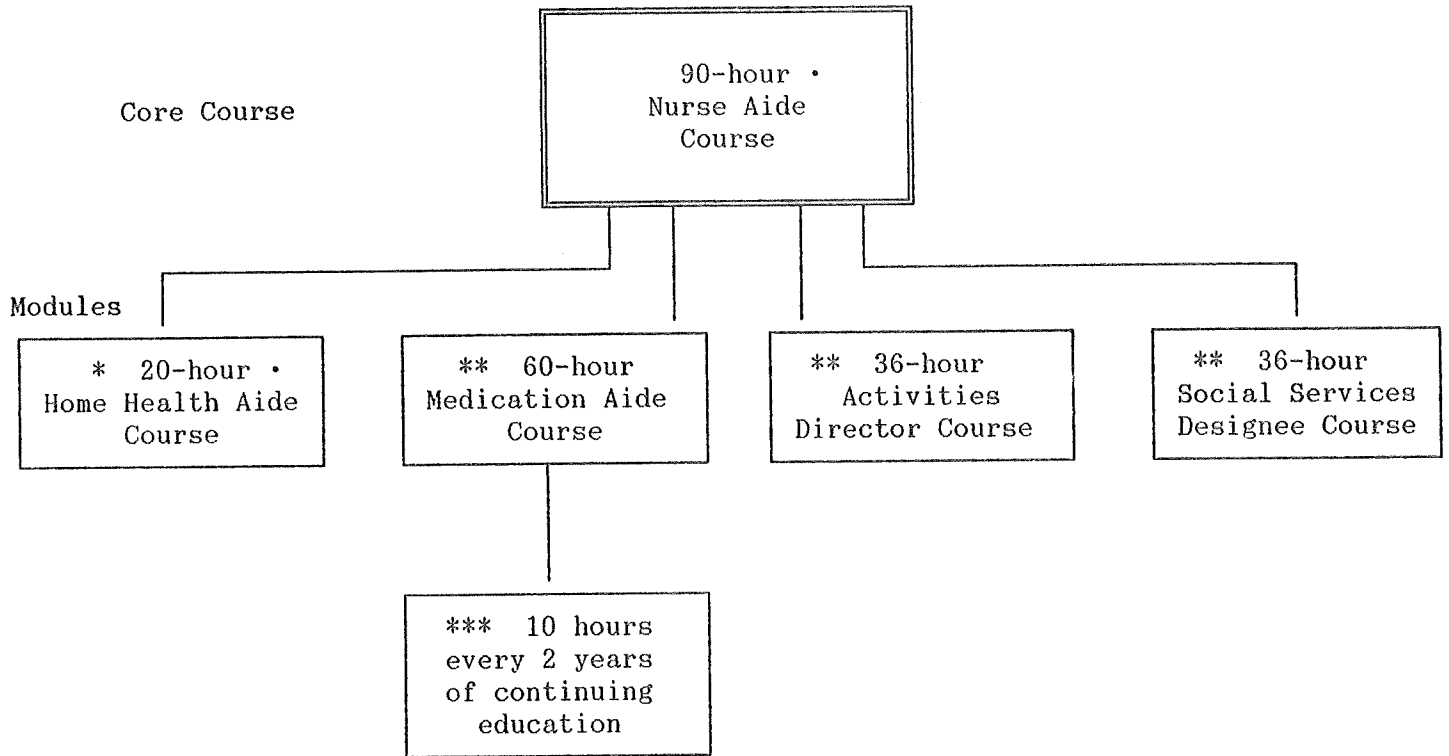 90-hour •
Nurse Aide
Course
Core Course
Modules
* 20-hour •
Home Health Aide
Course
** 60-hour
Medication Aide
Course
** 36-hour
Activities
Director Course
** 36-hour
Social Services
Designee Course
*** 10 hours
every 2 years
of continuing
education